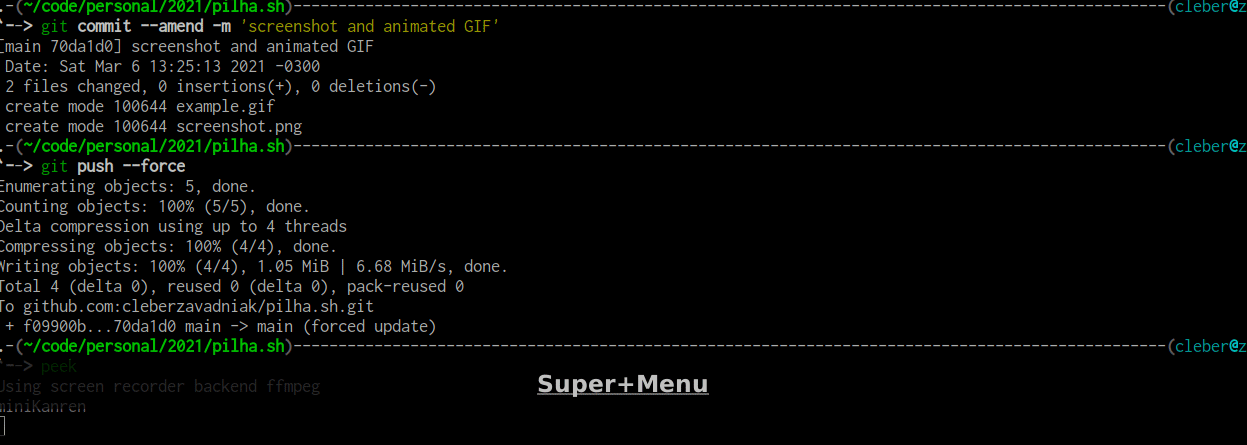 .-(~/code/personal/2021/pilha.sh)------------------------------------------------------------------------------------------------(cleber@z
`--> git commit --amend -m 'screenshot and animated GIF'
[main 70da1d0] screenshot and animated GIF
Date: Sat Mar 6 13:25:13 2021 -0300
2 files changed, 0 insertions(+), 0 deletions(-)
create mode 100644 example.gif
create mode 100644 screenshot.png
.-(~/code/personal/2021/pilha.sh)------------------------------------------------------------------------------------------------(cleber@z
`--> git push --force
Enumerating objects: 5, done.
Counting objects: 100% (5/5), done.
Delta compression using up to 4 threads
Compressing objects: 100% (4/4), done.
Writing objects: 100% (4/4), 1.05 MiB | 6.68 MiB/s, done.
Total 4 (delta 0), reused 0 (delta 0), pack-reused 0
To github.com:cleberzavadniak/pilha.sh.git
+ f09900b...70da1d0 main -> main (forced update)
.-(~/code/personal/2021/pilha.sh)------------------------------------------------------------------------------------------------(cleber@z
`--> peek
Using screen recorder backend ffmpeg
Super+Menu
miniKanren